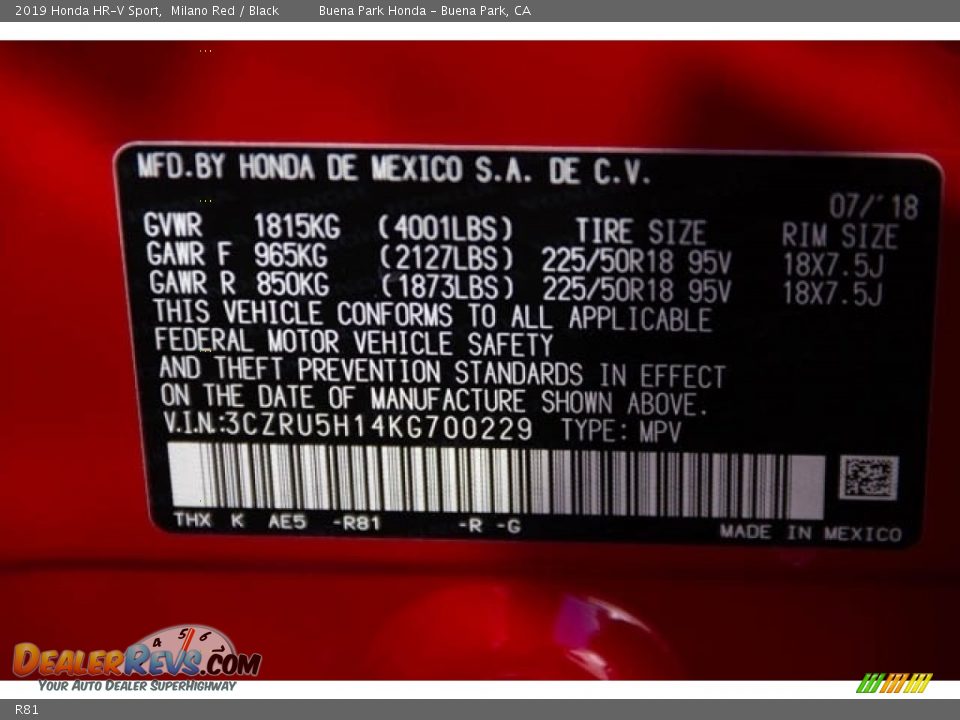 2019 Honda HR-V Sport, Milano Red / Black Buena Park Honda - Buena Park, CA
MFD.BY HONDA DE MEXICO S.A. DE C.V.
07/'18
GVWR 1815KG (4001LBS) TIRE SIZE RIM SIZE
GAWR F 965KG (2127LBS) 225/50R18 95V 18X7.5J
GAWR R 850KG (1873LBS) 225/50R18 95V 18X7.5J
THIS VEHICLE CONFORMS TO ALL APPLICABLE
FEDERAL MOTOR VEHICLE SAFETY
AND THEFT PREVENTION STANDARDS IN EFFECT
ON THE DATE OF MANUFACTURE SHOWN ABOVE.
V.I.N.:3CZRU5H14KG700229 TYPE: MPV
THX K AE5 -R81 -R -G
MADE IN MEXICO
4 5 6
DEALERREVS.COM
YOUR AUTO DEALER SUPERHIGHWAY
R81